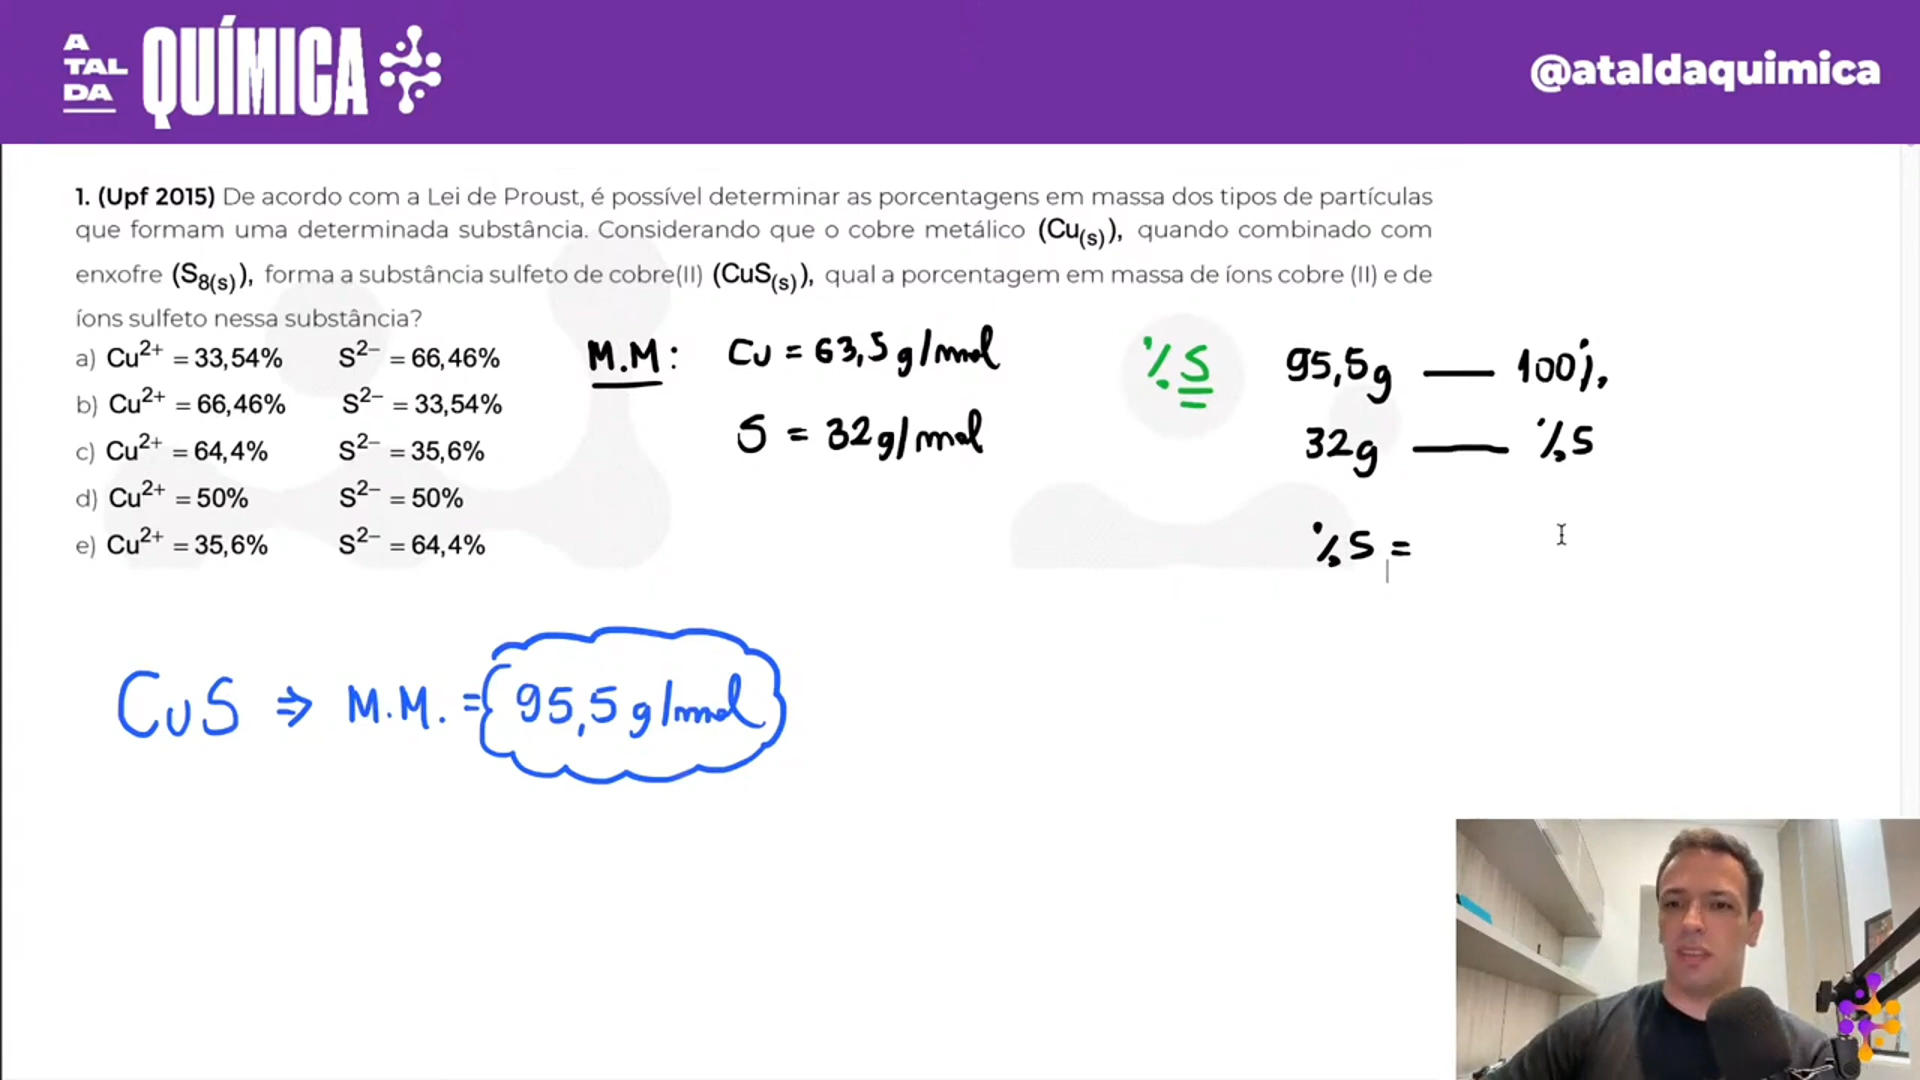 A TAL DA QUÍMICA
@ataldaquimica
1. (Upf 2015) De acordo com a Lei de Proust, é possível determinar as porcentagens em massa dos tipos de partículas
que formam uma determinada substância. Considerando que o cobre metálico (Cu(s)), quando combinado com
enxofre (S8(s)), forma a substância sulfeto de cobre(II) (CuS(s)), qual a porcentagem em massa de íons cobre (II) e de
íons sulfeto nessa substância?
a) Cu²⁺ = 33,54% S²⁻ = 66,46%
b) Cu²⁺ = 66,46% S²⁻ = 33,54%
c) Cu²⁺ = 64,4% S²⁻ = 35,6%
d) Cu²⁺ = 50% S²⁻ = 50%
e) Cu²⁺ = 35,6% S²⁻ = 64,4%
M.M: Cu = 63,5 g/mol
S = 32 g/mol
% S
95,5g — 100%
32g — % S
% S =
CuS ⇒ M.M. = 95,5 g/mol